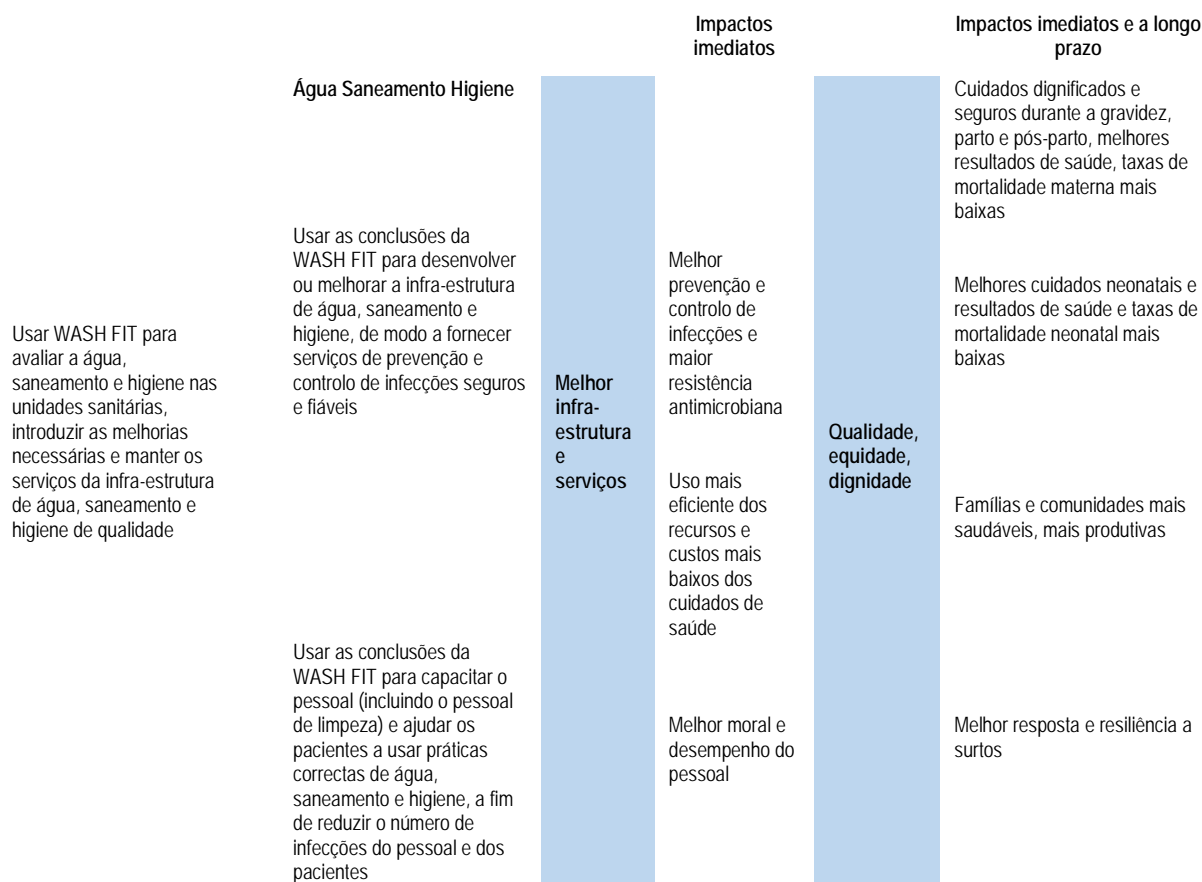 Impactos
imediatos
Impactos imediatos e a longo
prazo
Usar WASH FIT para
avaliar a água,
saneamento e higiene nas
unidades sanitárias,
introduzir as melhorias
necessárias e manter os
serviços da infra-estrutura
de água, saneamento e
higiene de qualidade
Água Saneamento Higiene
Usar as conclusões da
WASH FIT para desenvolver
ou melhorar a infra-estrutura
de água, saneamento e
higiene, de modo a fornecer
serviços de prevenção e
controlo de infecções seguros
e fiáveis
Usar as conclusões da
WASH FIT para capacitar o
pessoal (incluindo o pessoal
de limpeza) e ajudar os
pacientes a usar práticas
correctas de água,
saneamento e higiene, a fim
de reduzir o número de
infecções do pessoal e dos
pacientes
Melhor
infra-
estrutura
e
serviços
Melhor
prevenção e
controlo de
infecções e
maior
resistência
antimicrobiana
Uso mais
eficiente dos
recursos e
custos mais
baixos dos
cuidados de
saúde
Melhor moral e
desempenho do
pessoal
Qualidade,
equidade,
dignidade
Cuidados dignificados e
seguros durante a gravidez,
parto e pós-parto, melhores
resultados de saúde, taxas de
mortalidade materna mais
baixas
Melhores cuidados neonatais e
resultados de saúde e taxas de
mortalidade neonatal mais
baixas
Famílias e comunidades mais
saudáveis, mais produtivas
Melhor resposta e resiliência a
surtos